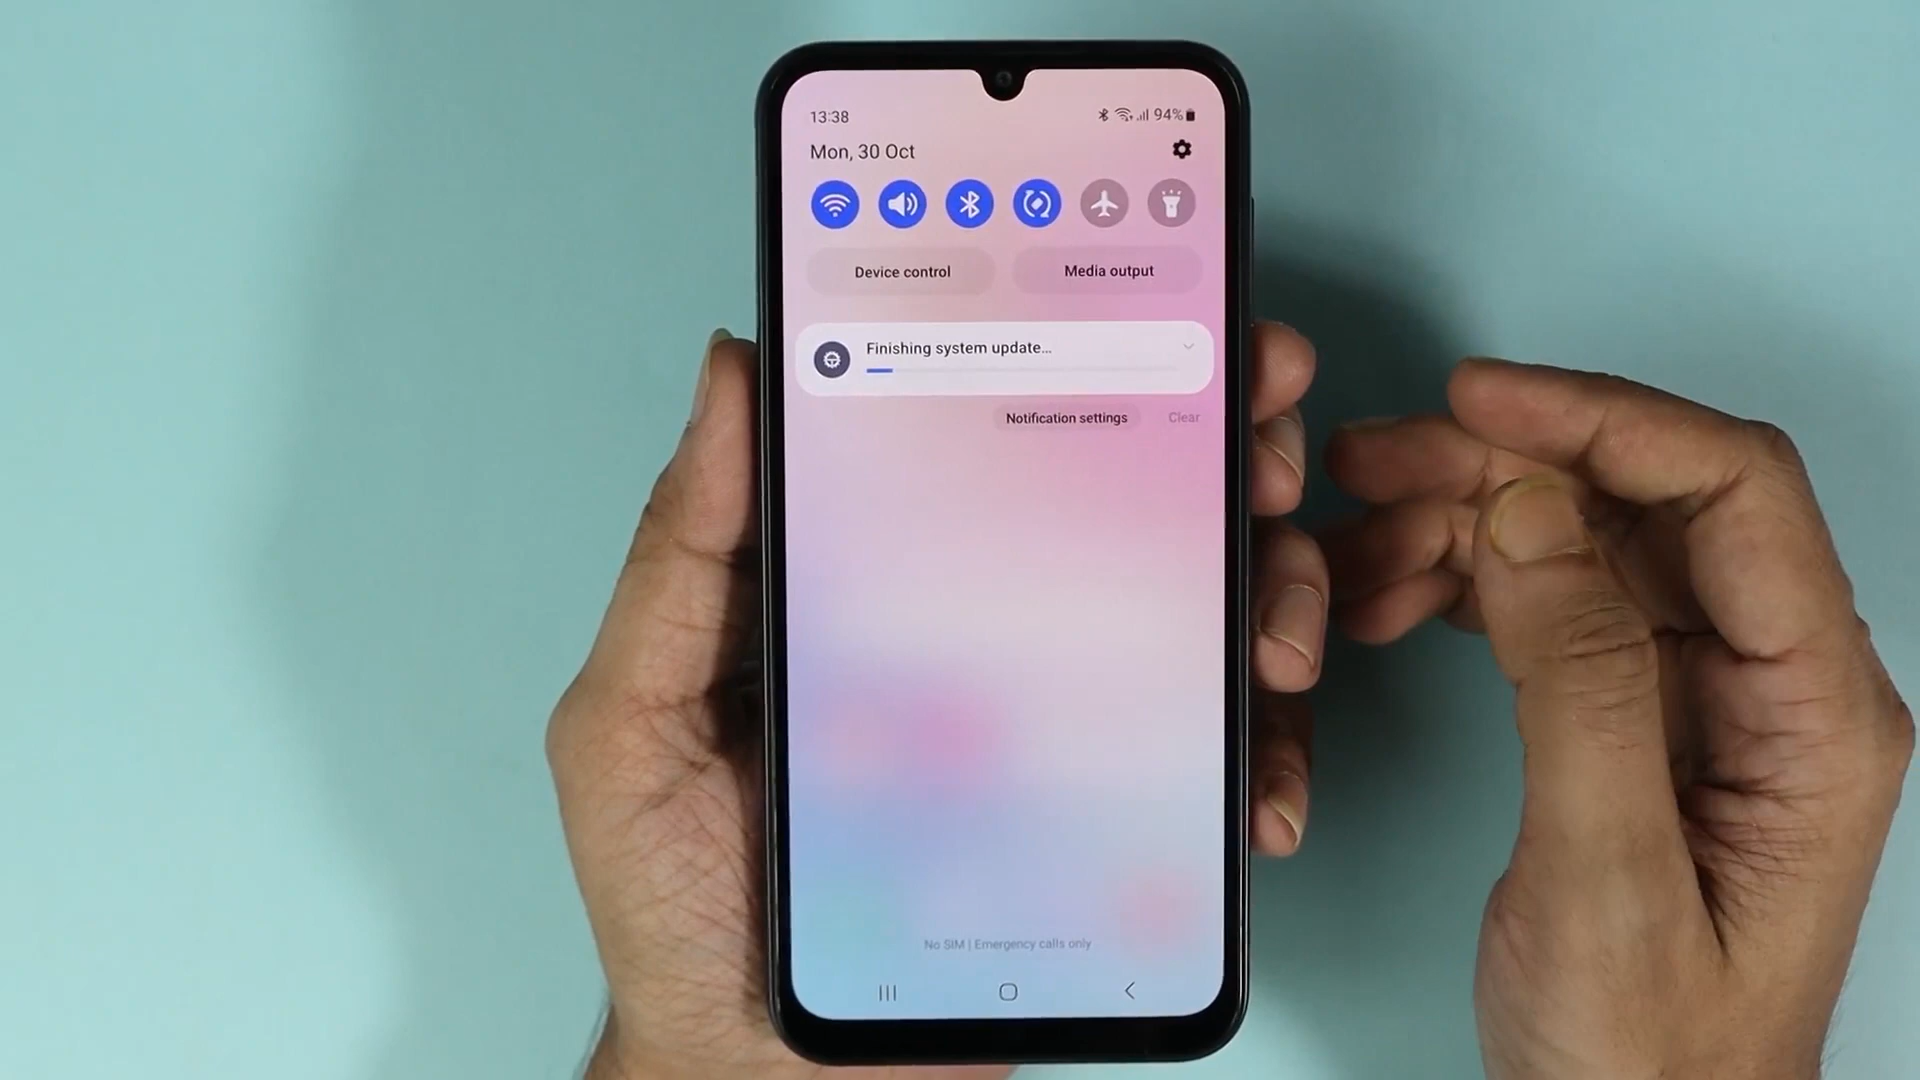 13:38
94%
Mon, 30 Oct
Device control
Media output
Finishing system update...
Notification settings
Clear
No SIM | Emergency calls only